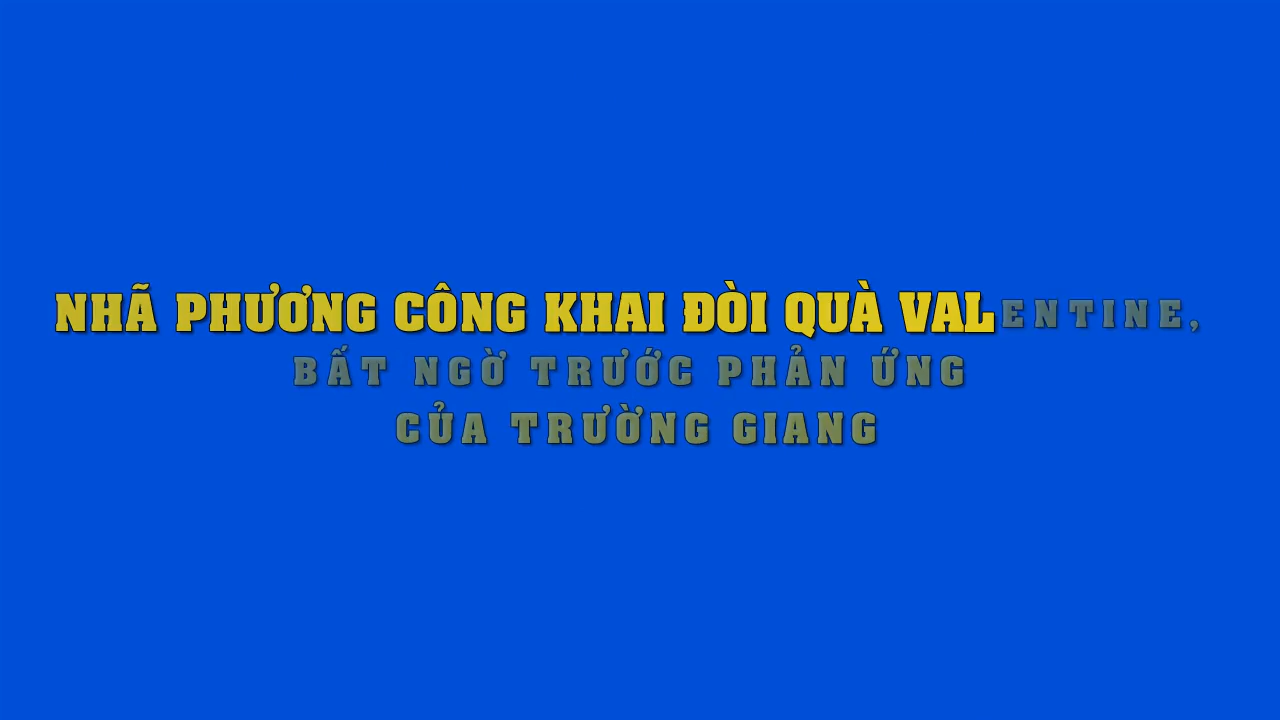 NHÃ PHƯƠNG CÔNG KHAI ĐÒI QUÀ VALENTINE,
BẤT NGỜ TRƯỚC PHẢN ỨNG
CỦA TRƯỜNG GIANG